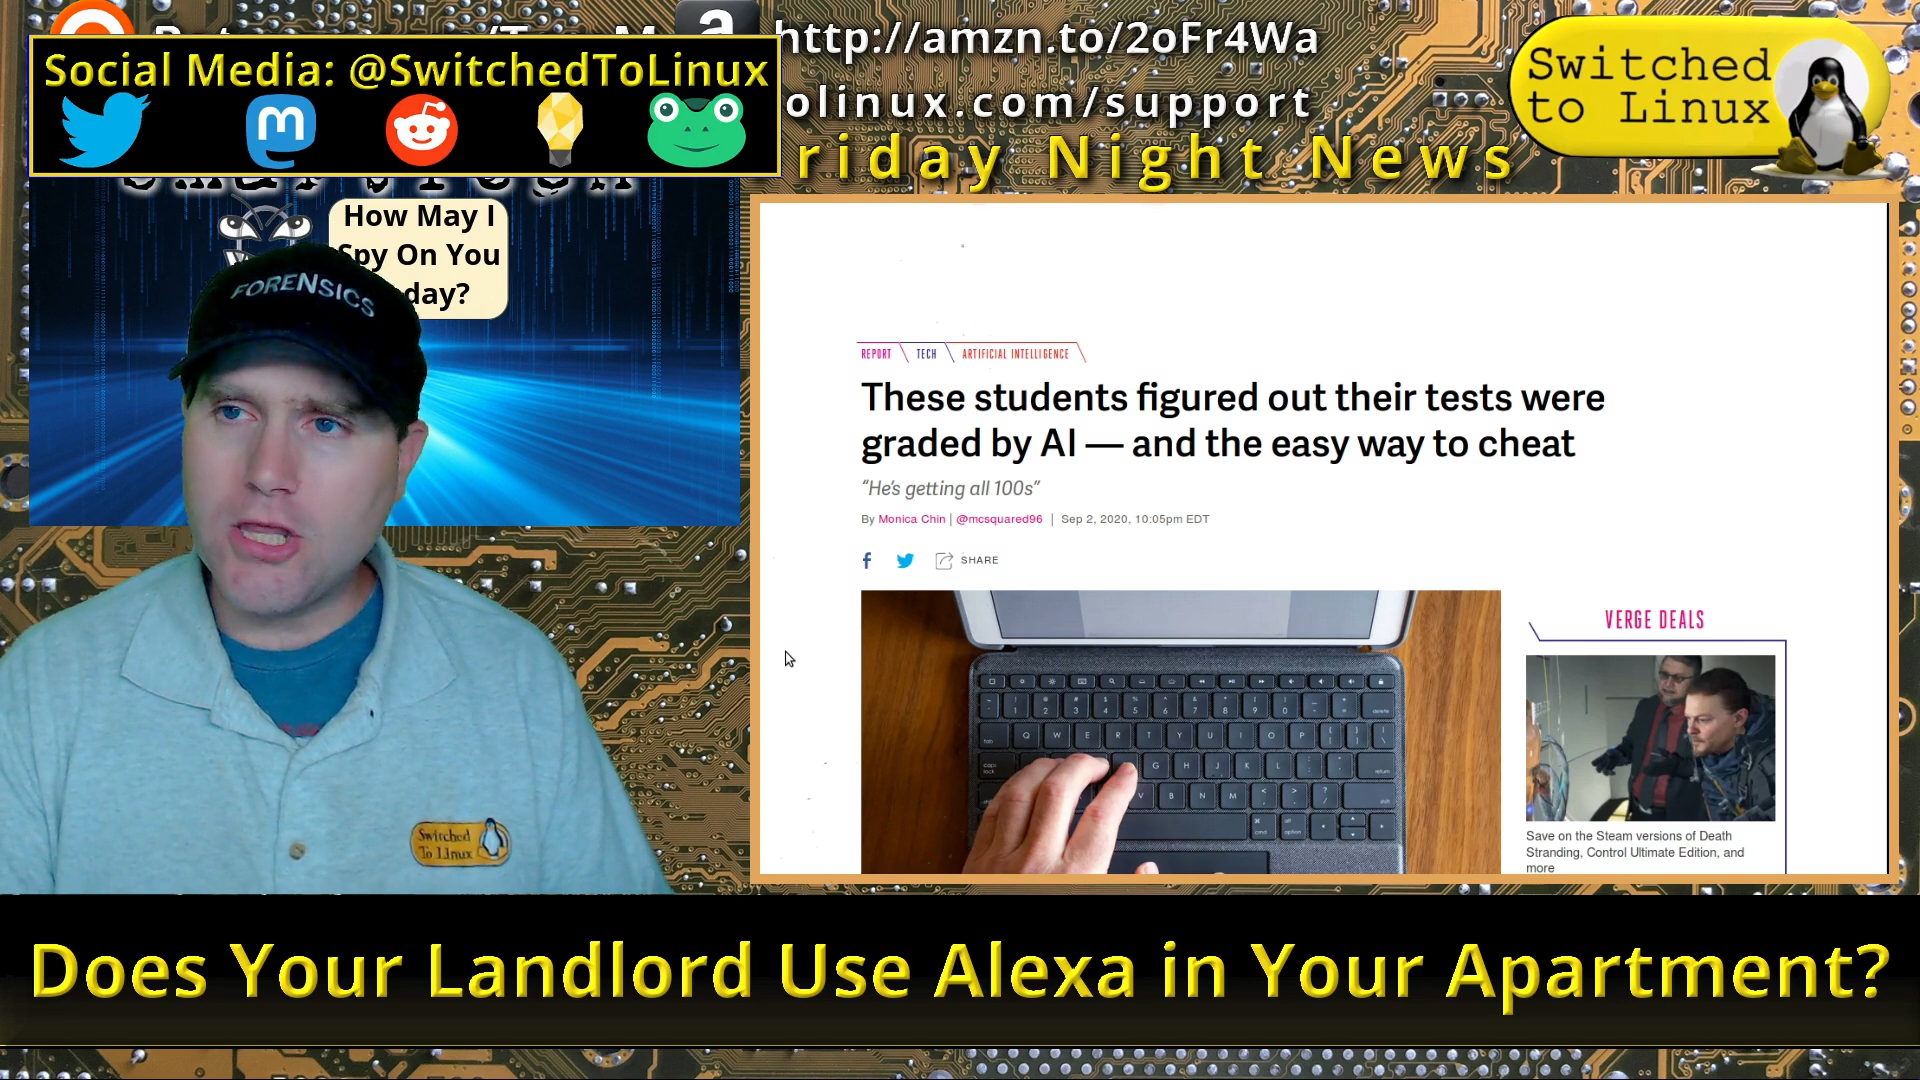 http://amzn.to/2oFr4Wa
Social Media: @SwitchedToLinux
olinux.com/support
riday Night News
Switched
to Linux
How May I
Spy On You
day?
FORENSICS
REPORT TECH ARTIFICIAL INTELLIGENCE
These students figured out their tests were
graded by AI — and the easy way to cheat
“He’s getting all 100s”
By Monica Chin | @mcsquared96 | Sep 2, 2020, 10:05pm EDT
SHARE
VERGE DEALS
Save on the Steam versions of Death
Stranding, Control Ultimate Edition, and
more
Switched
To Linux
Does Your Landlord Use Alexa in Your Apartment?